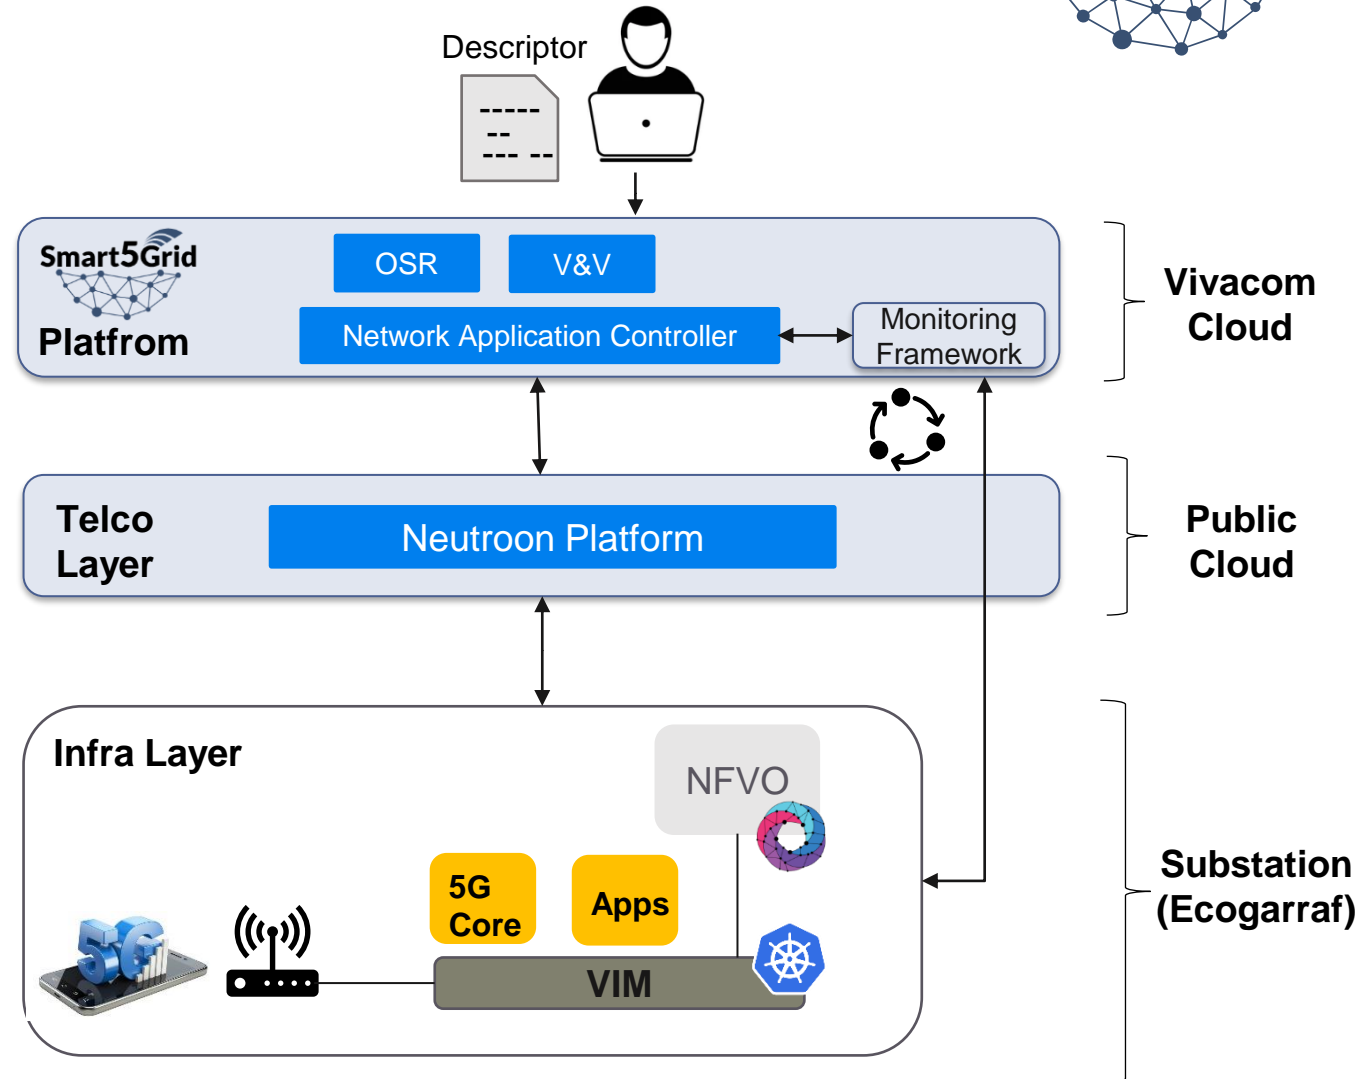 Descriptor
Smart5Grid
Platfrom
OSR
V&V
Network Application Controller
Monitoring
Framework
Vivacom
Cloud
Telco
Layer
Neutroon Platform
Public
Cloud
Infra Layer
NFVO
5G
Core
Apps
5G
VIM
Substation
(Ecogarraf)